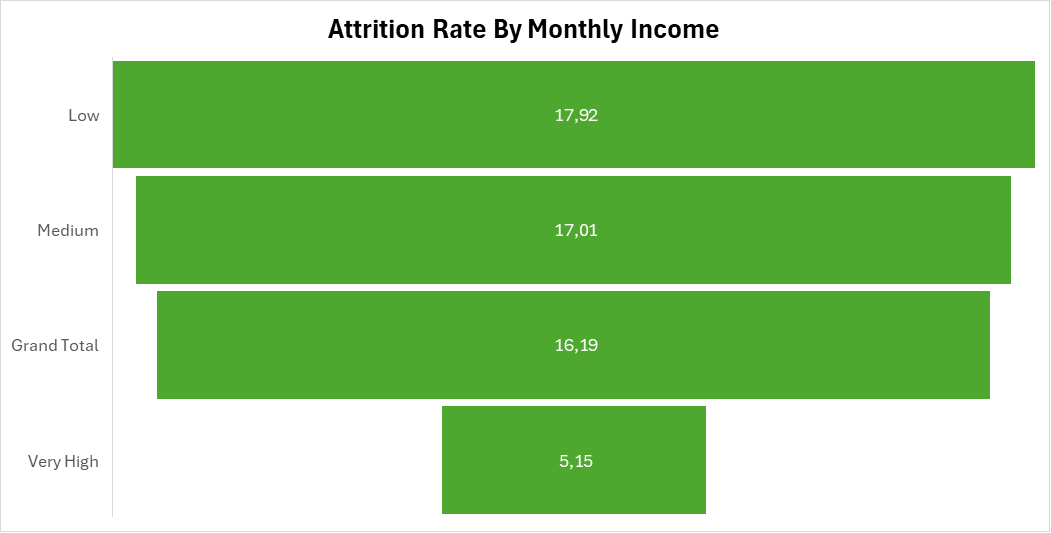 Attrition Rate By Monthly Income
Low 17,92
Medium 17,01
Grand Total 16,19
Very High 5,15